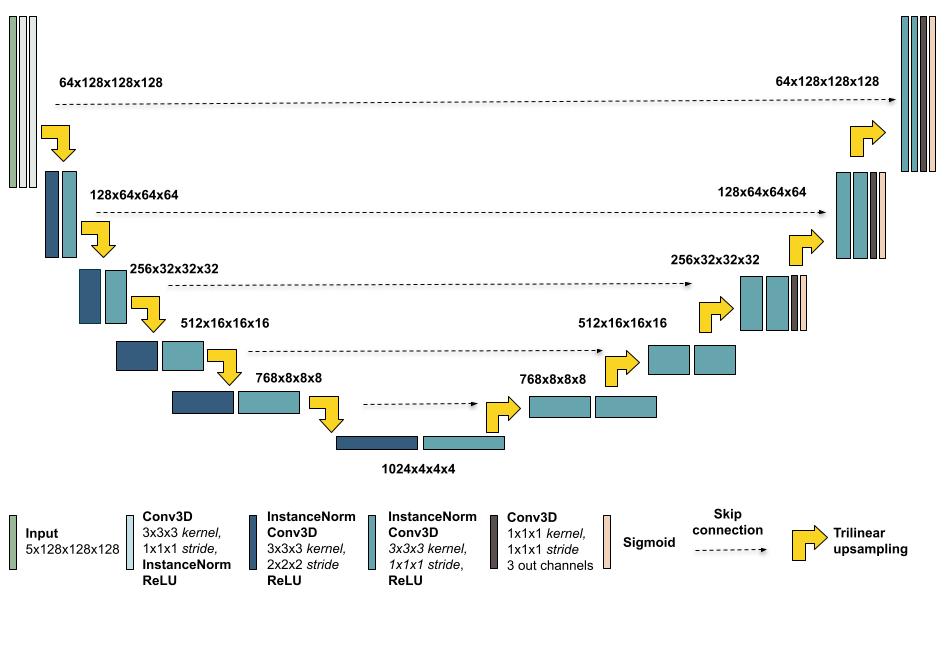 64x128x128x128
64x128x128x128
128x64x64x64
128x64x64x64
256x32x32x32
256x32x32x32
512x16x16x16
512x16x16x16
768x8x8x8
768x8x8x8
1024x4x4x4
Input
5x128x128x128
Conv3D
3x3x3 kernel,
1x1x1 stride,
InstanceNorm
ReLU
InstanceNorm
Conv3D
3x3x3 kernel,
2x2x2 stride
ReLU
InstanceNorm
Conv3D
3x3x3 kernel,
1x1x1 stride,
ReLU
Conv3D
1x1x1 kernel,
1x1x1 stride
3 out channels
Sigmoid
Skip
connection
Trilinear
upsampling